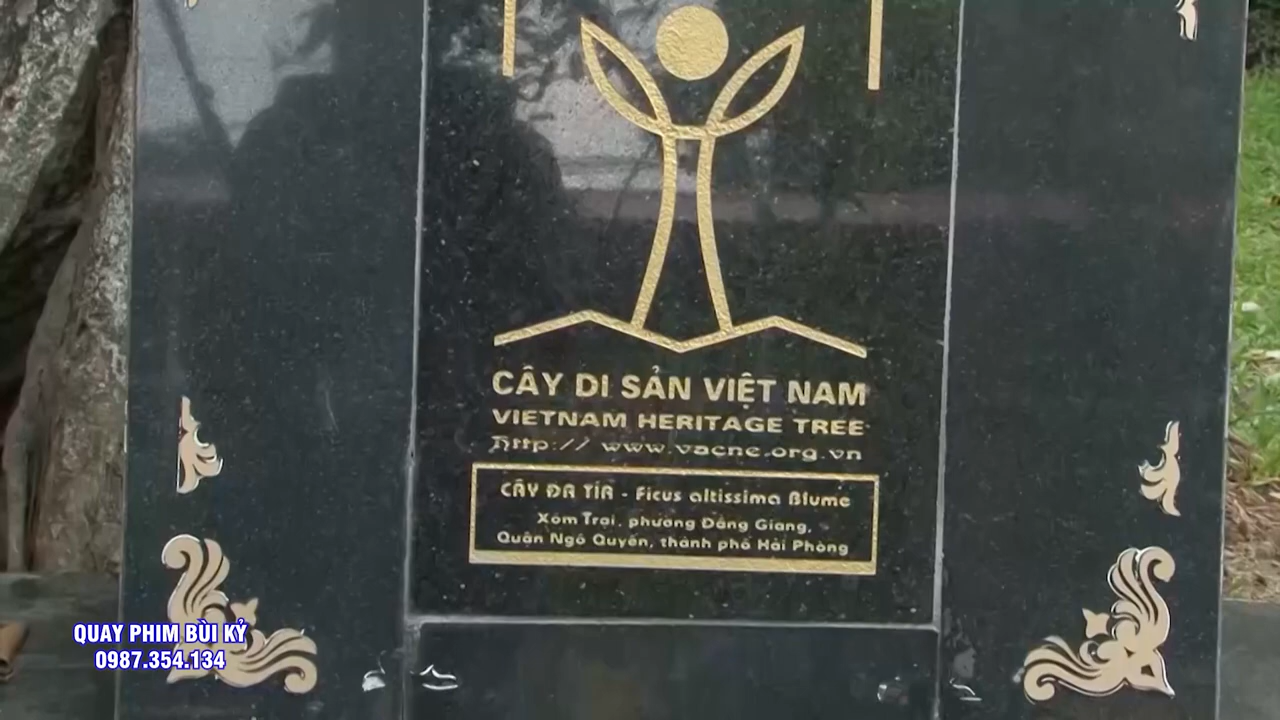 CÂY DI SẢN VIỆT NAM
VIETNAM HERITAGE TREE
http:// www.vacne.org.vn
CÂY ĐA TÍA - Ficus altissima Blume
Xóm Trại, phường Đằng Giang,
Quận Ngô Quyền, thành phố Hải Phòng
QUAY PHIM BÙI KỶ
0987.354.134